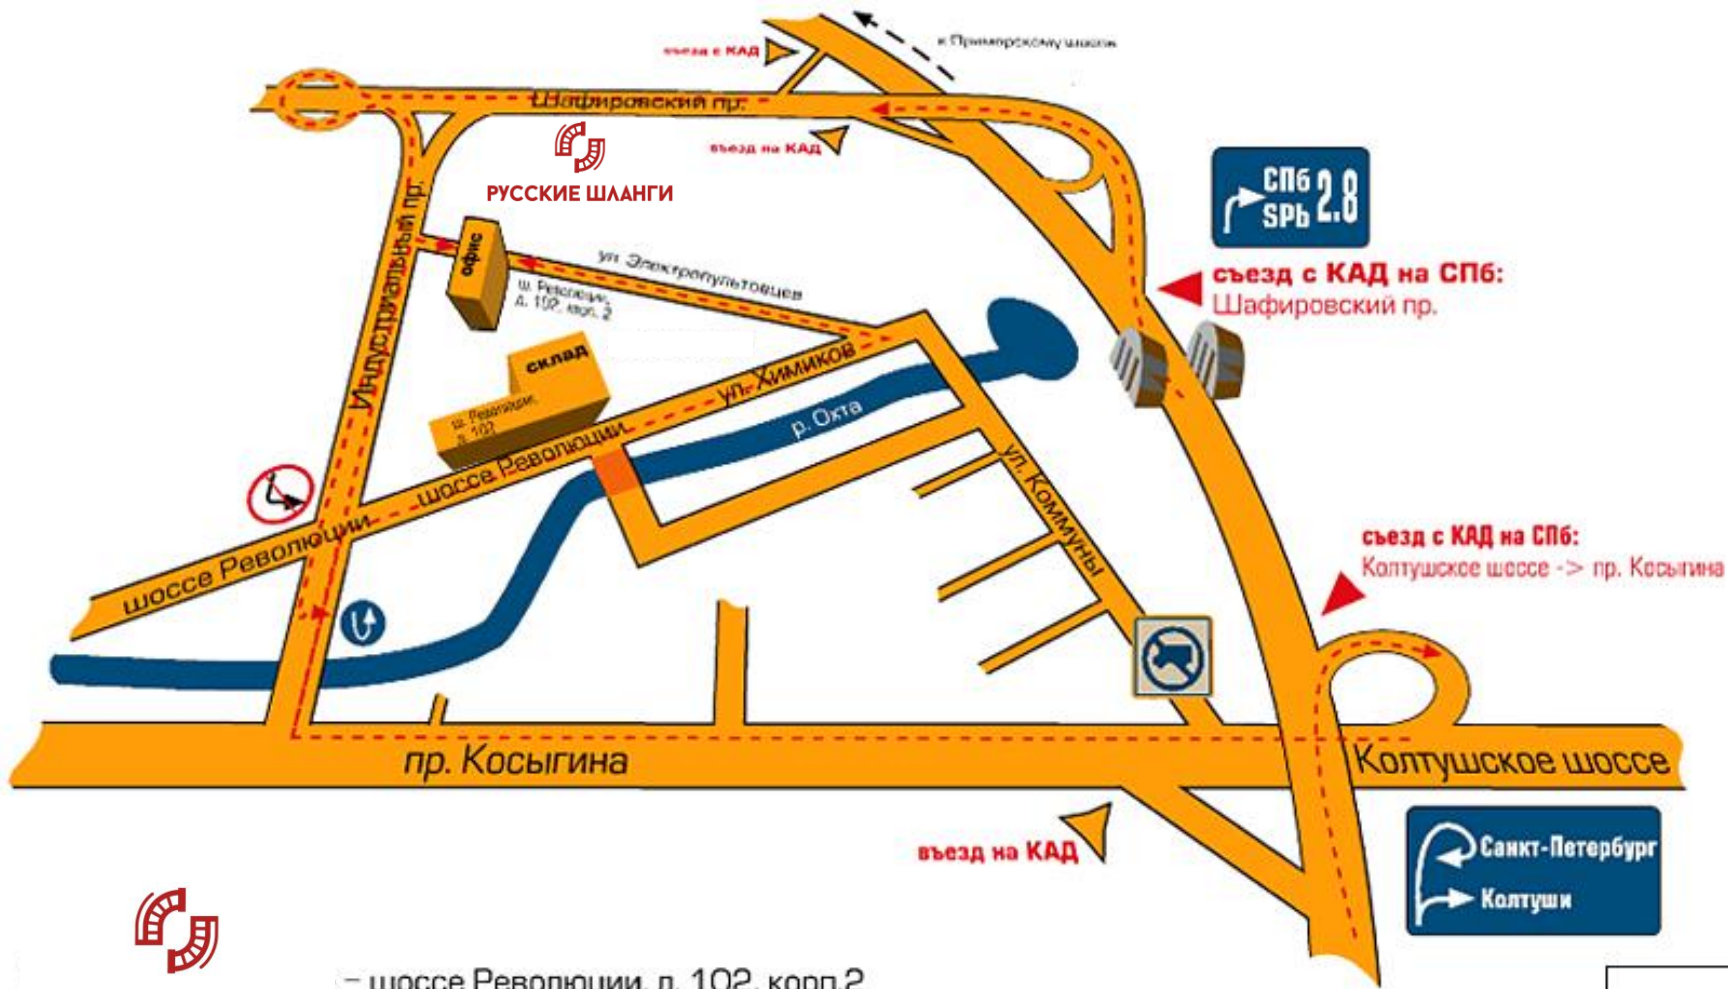 к Приморскому шоссе
съезд с КАД
Шафировский пр.
въезд на КАД
РУССКИЕ ШЛАНГИ
СПб
SPb
2.8
съезд с КАД на СПб:
Шафировский пр.
Индустриальный пр.
офис
ул. Электропультовцев
ш. Революции,
д. 102, корп. 2
склад
ш. Революции,
д. 102
ул. Химиков
р. Охта
шоссе Революции
шоссе Революции
ул. Коммуны
съезд с КАД на СПб:
Колтушское шоссе -> пр. Косыгина
пр. Косыгина
Колтушское шоссе
въезд на КАД
Санкт-Петербург
Колтуши
– шоссе Революции, д. 102, корп.2